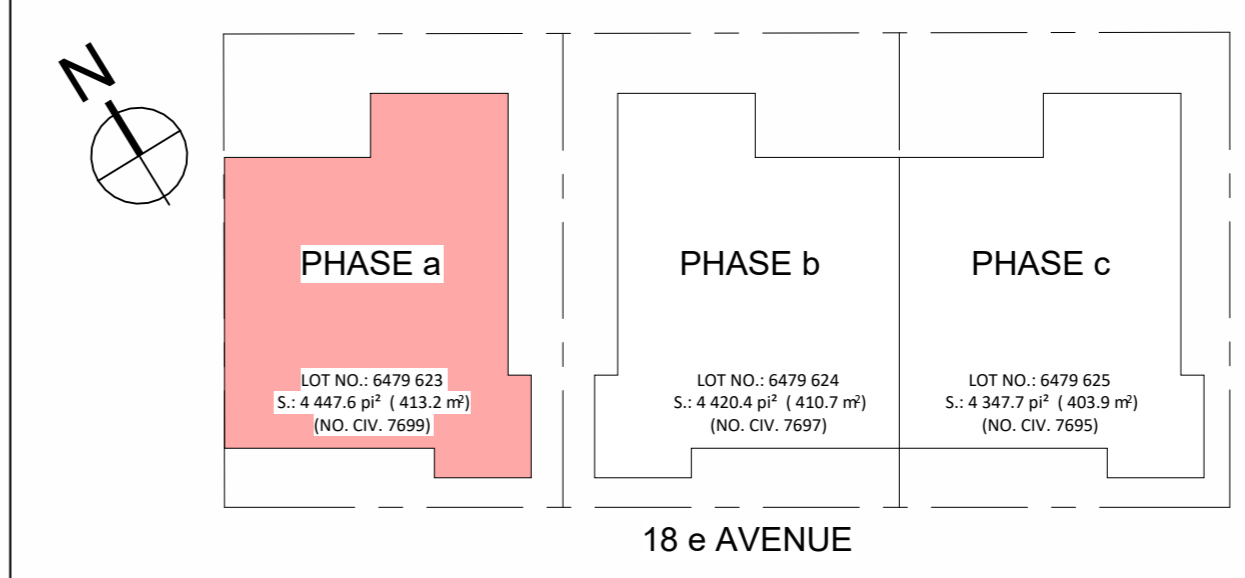 N
PHASE a
LOT NO.: 6479 623
S.: 4 447.6 pi² ( 413.2 m²)
(NO. CIV. 7699)
PHASE b
LOT NO.: 6479 624
S.: 4 420.4 pi² ( 410.7 m²)
(NO. CIV. 7697)
PHASE c
LOT NO.: 6479 625
S.: 4 347.7 pi² ( 403.9 m²)
(NO. CIV. 7695)
18 e AVENUE